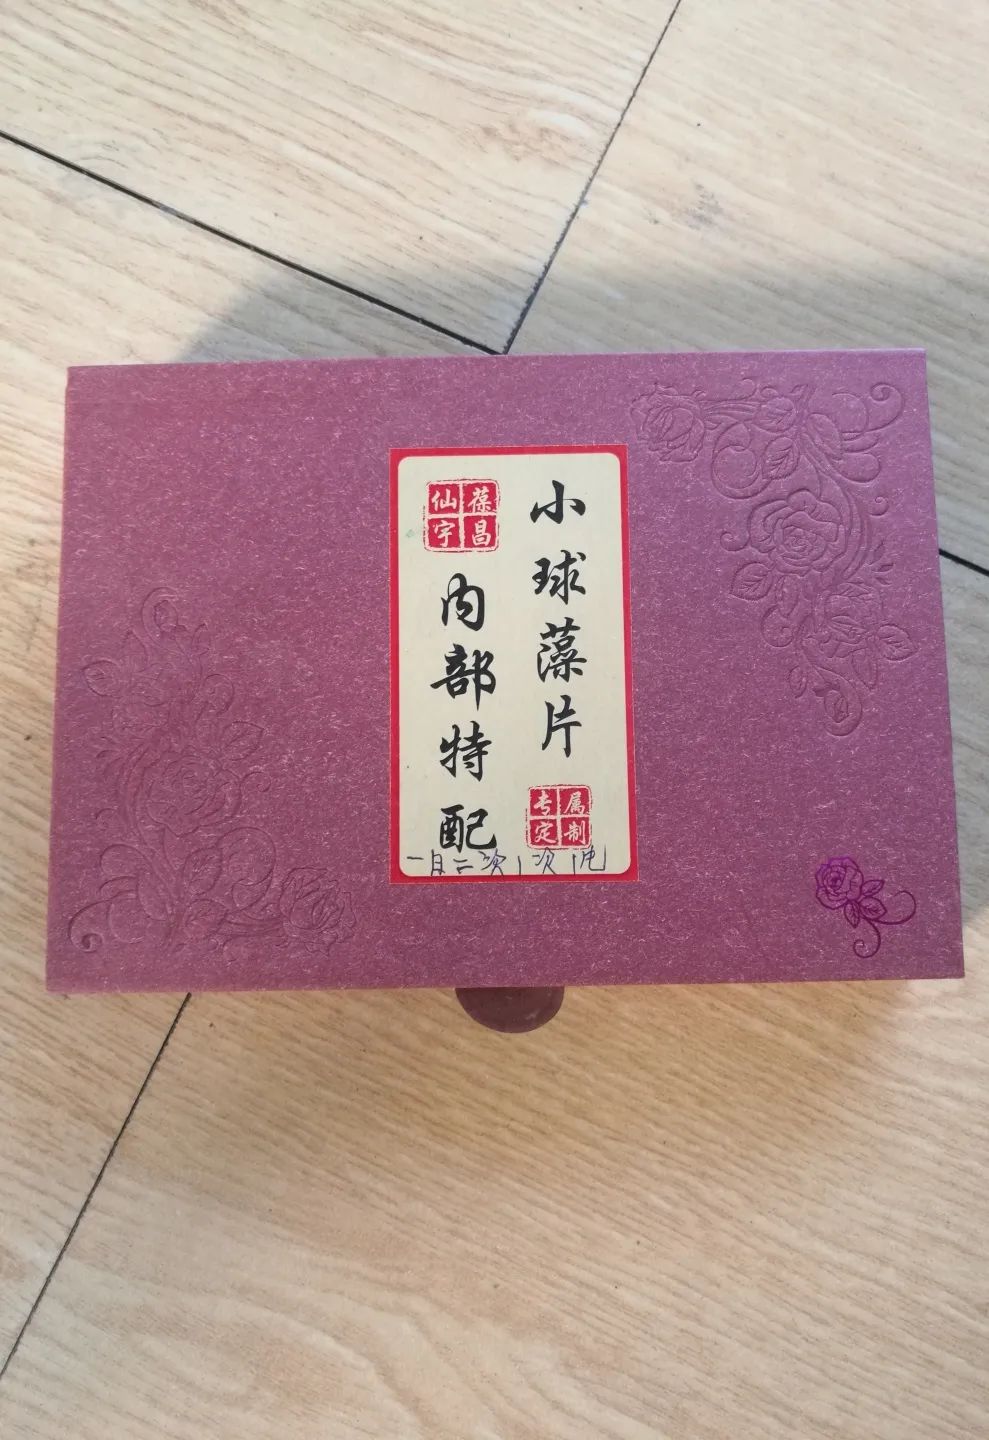 小球藻片
专属定制
葆昌仙宇
内部特配
一日二次1次1包